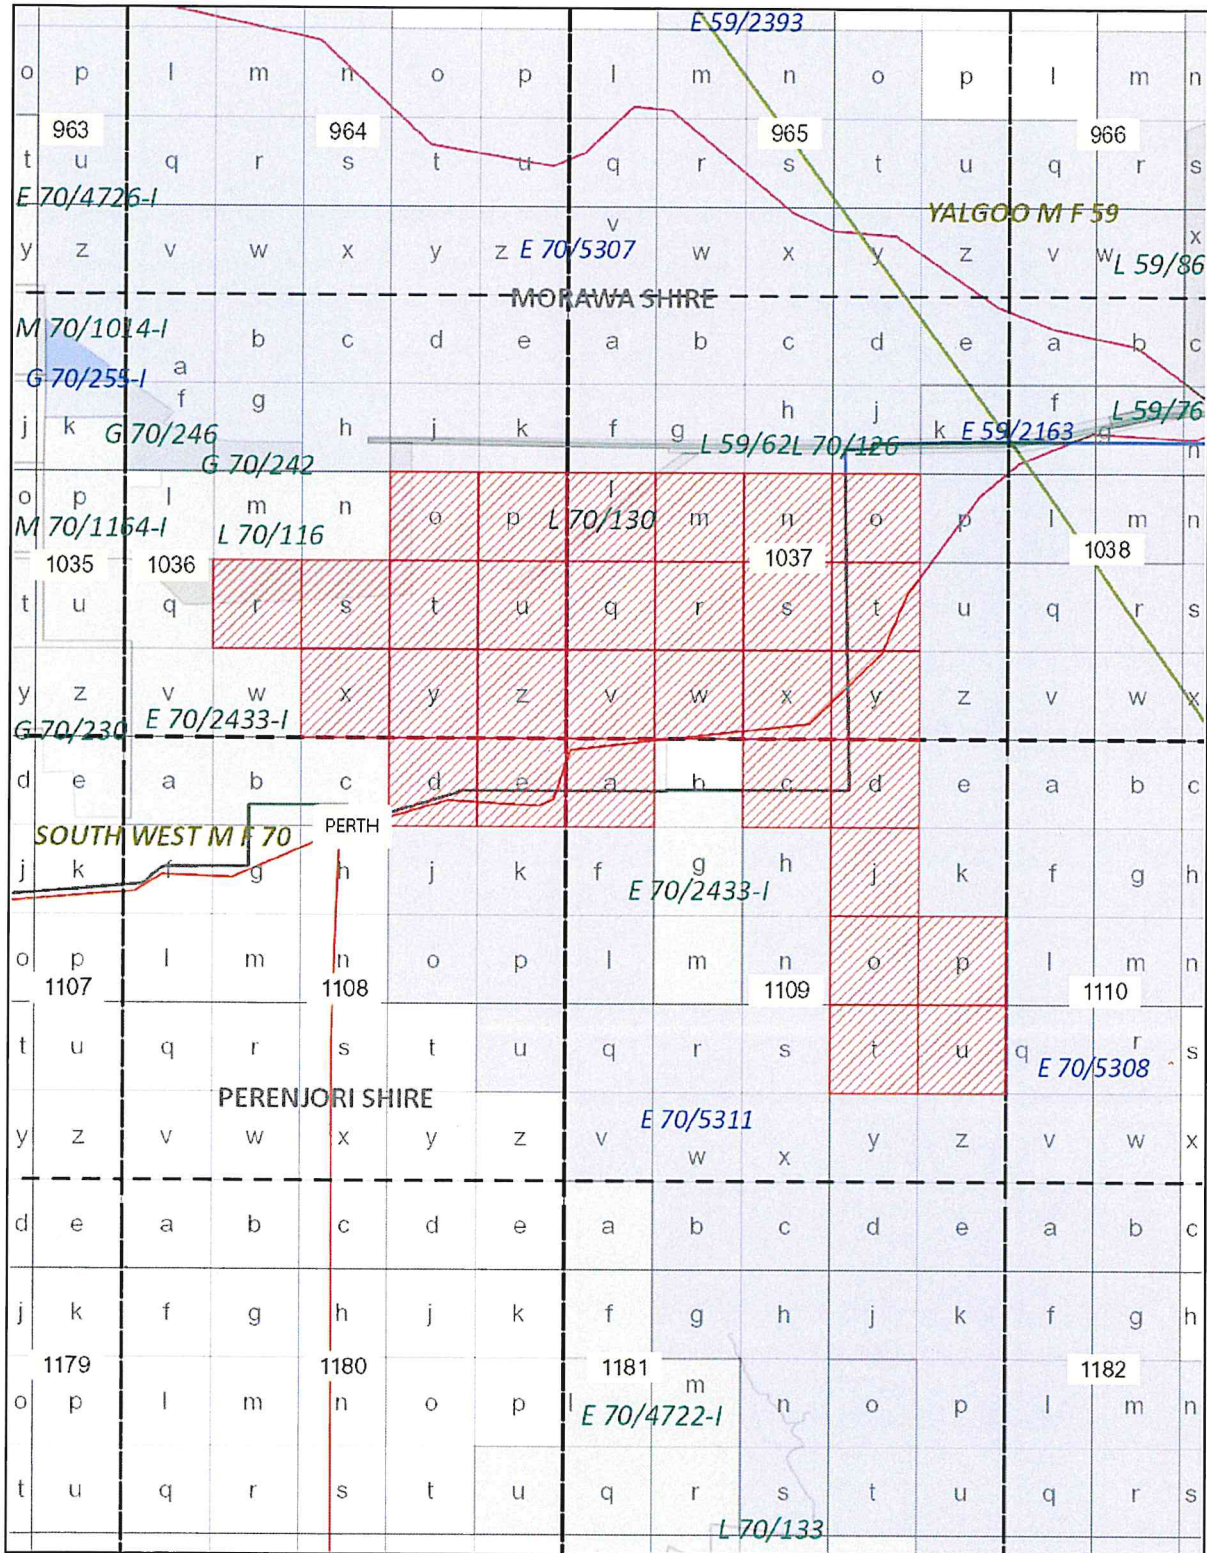 E 59/2393
o p l m n o p l m n o p l m n
963 964 965 966
t u q r s t u q r s t u q r s
E 70/4726-I YALGOO M F 59
y z v w x y z E 70/5307 v w x y z v w x L 59/86
MORAWA SHIRE
M 70/1014-I a b c d e a b c d e a b c
G 70/255-I
j k f g h j k f g h j k f g L 59/76
G 70/246 L 59/62 L 70/126 E 59/2163 n
G 70/242
o p l m n o p l m n o p l m n
M 70/1164-I L 70/116 L 70/130
1035 1036 1037 1038
t u q r s t u q r s t u q r s
y z v w x y z v w x y z v w x
G 70/230 E 70/2433-I
d e a b c d e a b c d e a b c
SOUTH WEST M F 70 PERTH
j k f g h j k f g h j k f g h
E 70/2433-I
o p l m n o p l m n o p l m n
1107 1108 1109 1110
t u q r s t u q r s t u q r s
E 70/5308
PERENJORI SHIRE
E 70/5311
y z v w x y z v w x y z v w x
d e a b c d e a b c d e a b c
j k f g h j k f g h j k f g h
1179 1180 1181 1182
o p l m n o p l m n o p l m n
E 70/4722-I
t u q r s t u q r s t u q r s
L 70/133